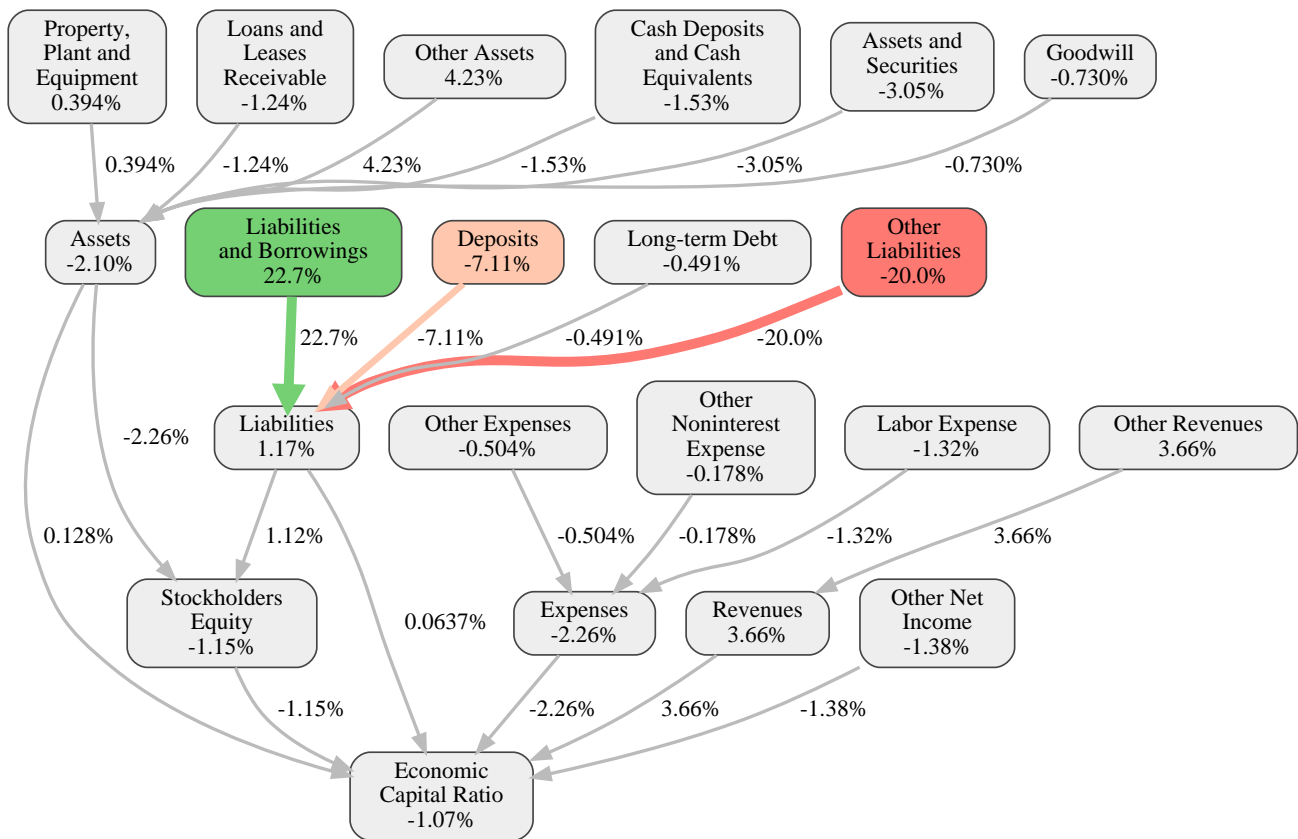 Property,
Plant and
Equipment
0.394%
Loans and
Leases
Receivable
-1.24%
Other Assets
4.23%
Cash Deposits
and Cash
Equivalents
-1.53%
Assets and
Securities
-3.05%
Goodwill
-0.730%
0.394%
-1.24%
4.23%
-1.53%
-3.05%
-0.730%
Assets
-2.10%
Liabilities
and Borrowings
22.7%
Deposits
-7.11%
Long-term Debt
-0.491%
Other
Liabilities
-20.0%
22.7%
-7.11%
-0.491%
-20.0%
-2.26%
Liabilities
1.17%
Other Expenses
-0.504%
Other
Noninterest
Expense
-0.178%
Labor Expense
-1.32%
Other Revenues
3.66%
0.128%
1.12%
-0.504%
-0.178%
-1.32%
3.66%
Stockholders
Equity
-1.15%
0.0637%
Expenses
-2.26%
Revenues
3.66%
Other Net
Income
-1.38%
-1.15%
-2.26%
3.66%
-1.38%
Economic
Capital Ratio
-1.07%